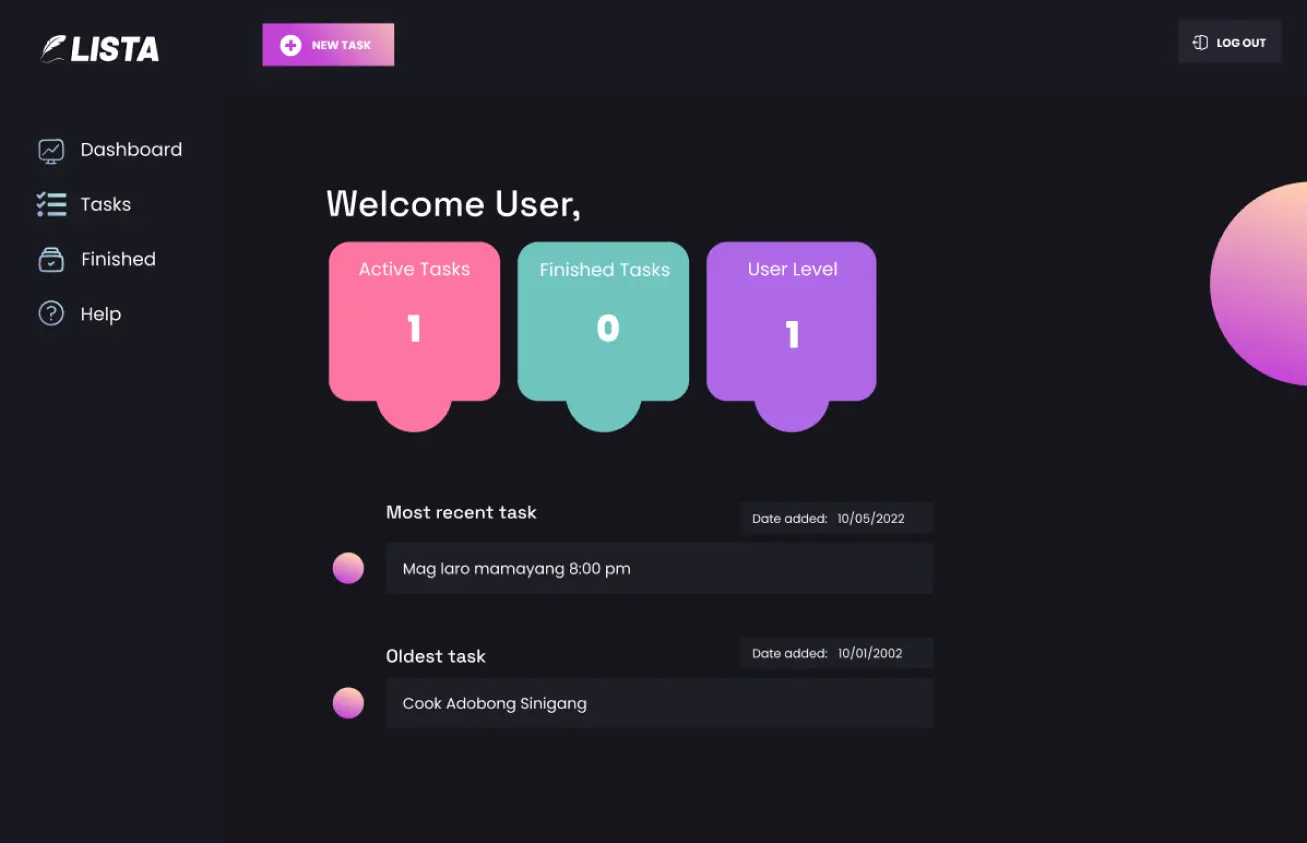 LISTA
NEW TASK
LOG OUT
Dashboard
Tasks
Finished
Help
Welcome User,
Active Tasks
1
Finished Tasks
0
User Level
1
Most recent task
Date added: 10/05/2022
Mag laro mamayang 8:00 pm
Oldest task
Date added: 10/01/2002
Cook Adobong Sinigang